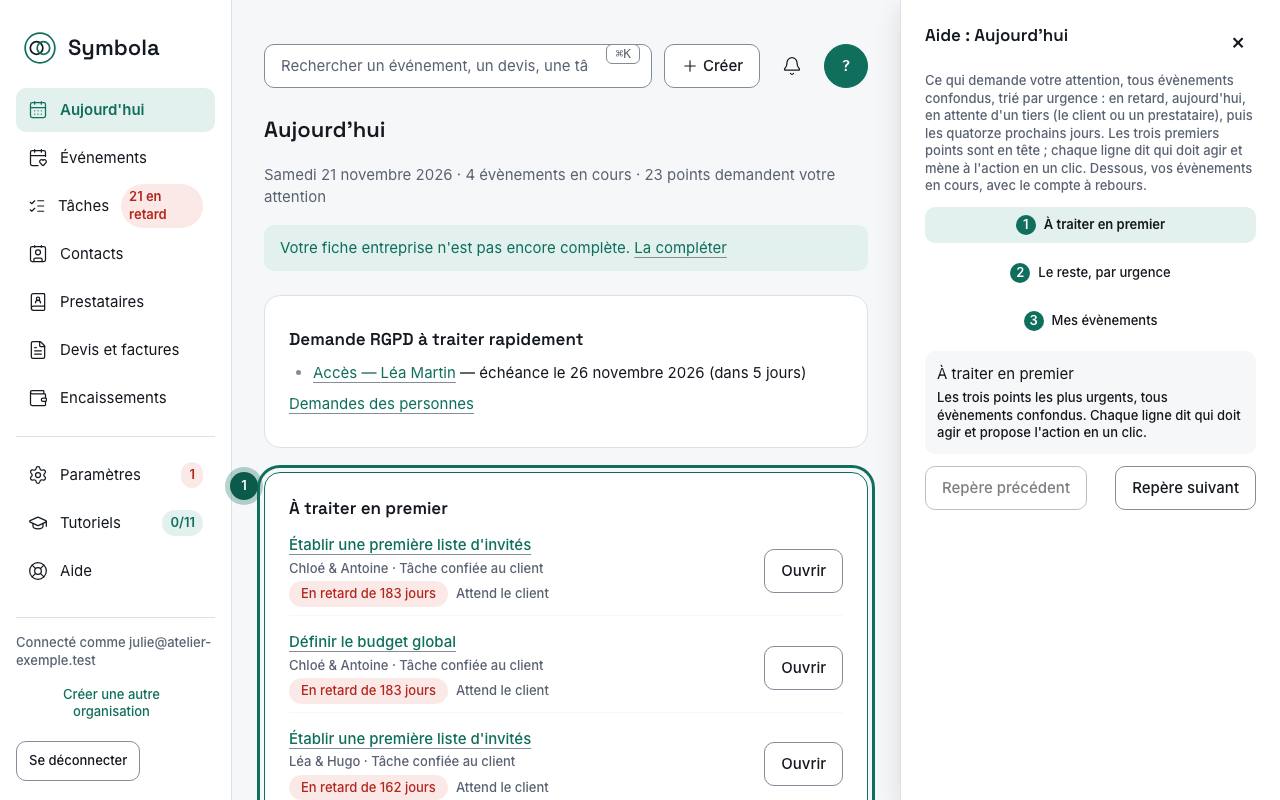 Symbola
Aujourd'hui
Événements
Tâches
21 en
retard
Contacts
Prestataires
Devis et factures
Encaissements
Paramètres
1
Tutoriels
0/11
Aide
Connecté comme julie@atelier-
exemple.test
Créer une autre
organisation
Se déconnecter
Rechercher un événement, un devis, une tâ
⌘K
+ Créer
?
Aujourd'hui
Samedi 21 novembre 2026 · 4 évènements en cours · 23 points demandent votre
attention
Votre fiche entreprise n'est pas encore complète. La compléter
Demande RGPD à traiter rapidement
• Accès — Léa Martin — échéance le 26 novembre 2026 (dans 5 jours)
Demandes des personnes
1
À traiter en premier
Établir une première liste d'invités
Chloé & Antoine · Tâche confiée au client
En retard de 183 jours Attend le client
Ouvrir
Définir le budget global
Chloé & Antoine · Tâche confiée au client
En retard de 183 jours Attend le client
Ouvrir
Établir une première liste d'invités
Léa & Hugo · Tâche confiée au client
En retard de 162 jours Attend le client
Ouvrir
Aide : Aujourd'hui
×
Ce qui demande votre attention, tous évènements
confondus, trié par urgence : en retard, aujourd'hui,
en attente d'un tiers (le client ou un prestataire), puis
les quatorze prochains jours. Les trois premiers
points sont en tête ; chaque ligne dit qui doit agir et
mène à l'action en un clic. Dessous, vos évènements
en cours, avec le compte à rebours.
1 À traiter en premier
2 Le reste, par urgence
3 Mes évènements
À traiter en premier
Les trois points les plus urgents, tous
évènements confondus. Chaque ligne dit qui doit
agir et propose l'action en un clic.
Repère précédent
Repère suivant